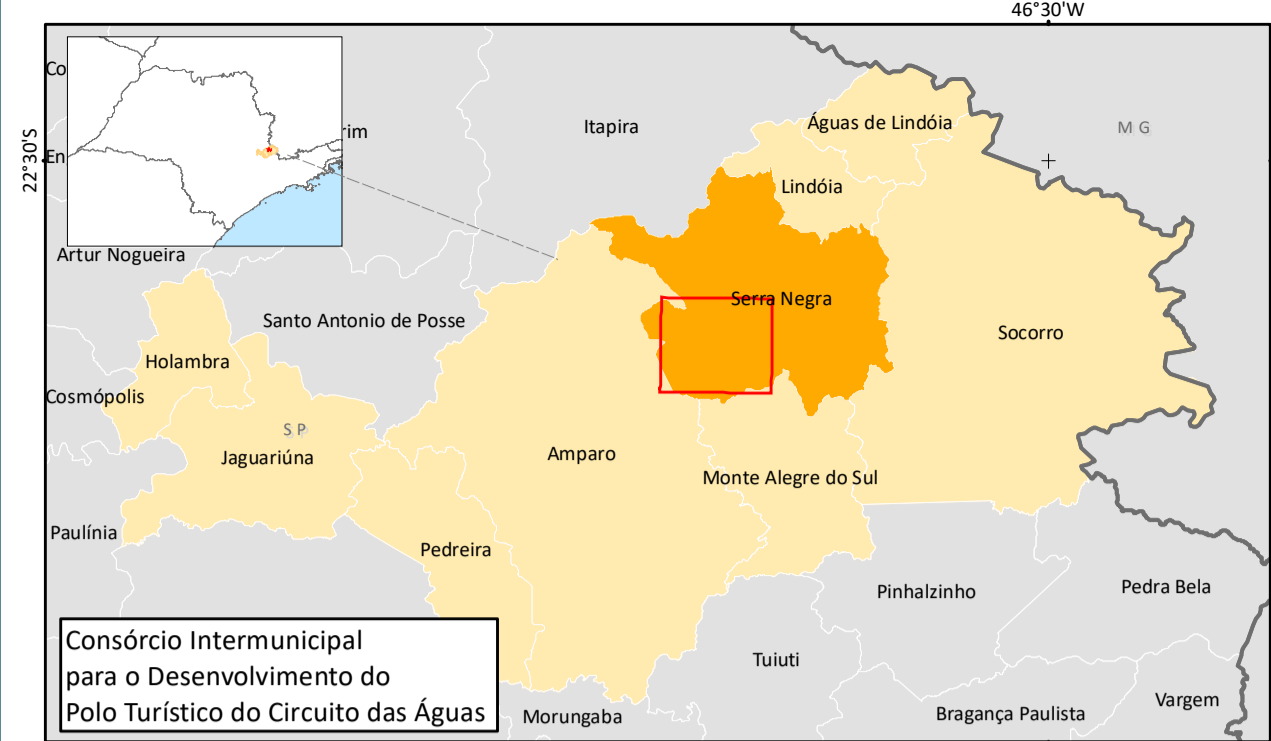 46°30'W
22°30'S
Co
rim
En
Itapira
Águas de Lindóia
M G
Lindóia
Artur Nogueira
Serra Negra
Santo Antonio de Posse
Socorro
Holambra
Cosmópolis
S P
Jaguariúna
Amparo
Monte Alegre do Sul
Paulínia
Pedreira
Pinhalzinho
Pedra Bela
Consórcio Intermunicipal
para o Desenvolvimento do
Polo Turístico do Circuito das Águas
Tuiuti
Vargem
Morungaba
Bragança Paulista